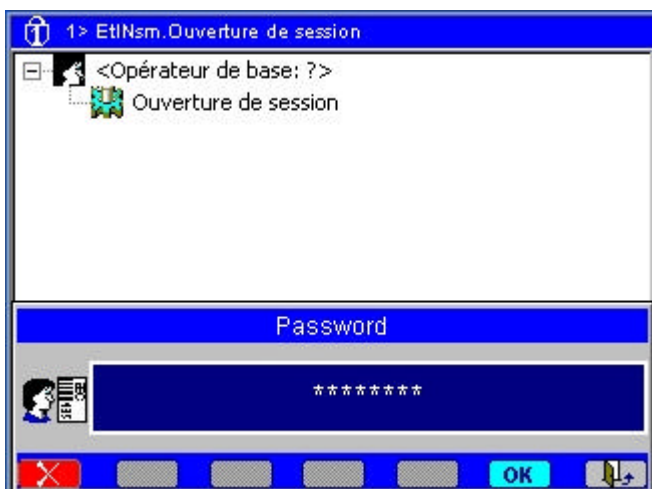 1> EtlNsm.Ouverture de session
<Opérateur de base: ?>
Ouverture de session
Password
********
OK